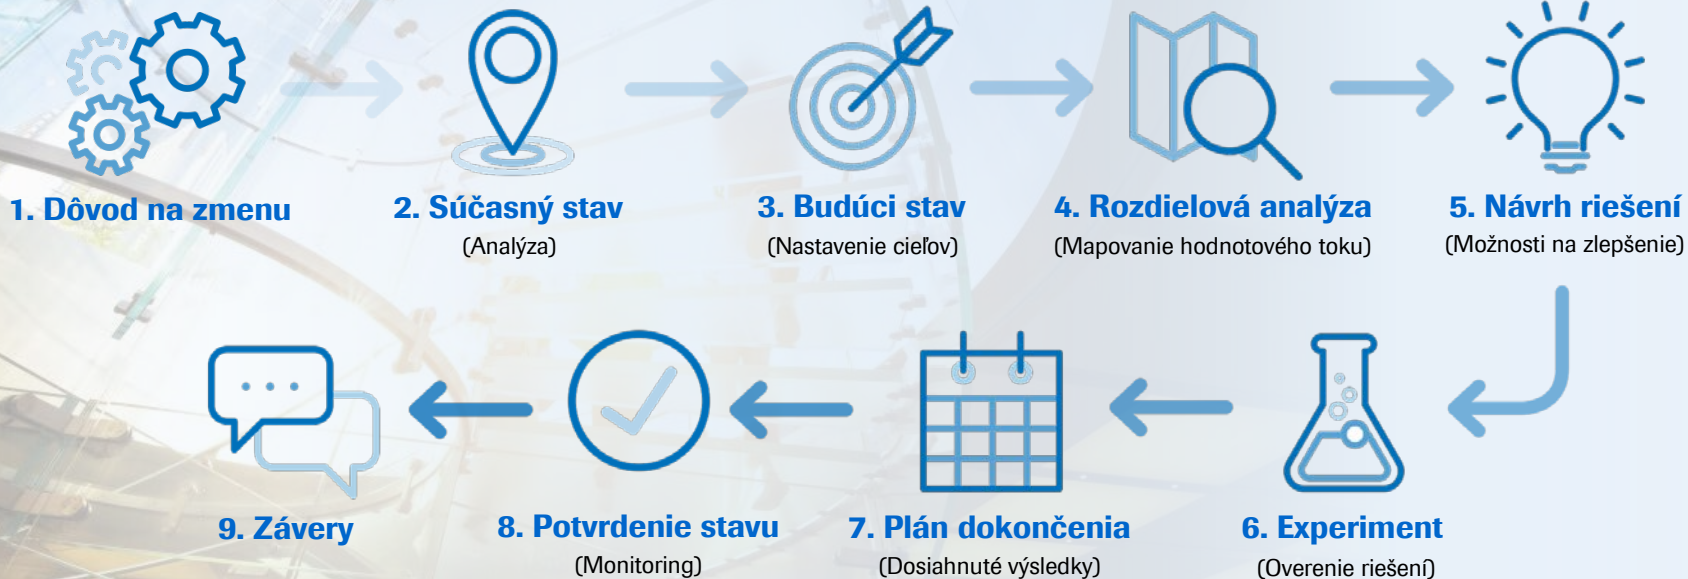 1. Dôvod na zmenu
2. Súčasný stav
(Analýza)
3. Budúci stav
(Nastavenie cieľov)
4. Rozdielová analýza
(Mapovanie hodnotového toku)
5. Návrh riešení
(Možnosti na zlepšenie)
6. Experiment
(Overenie riešení)
7. Plán dokončenia
(Dosiahnuté výsledky)
8. Potvrdenie stavu
(Monitoring)
9. Závery